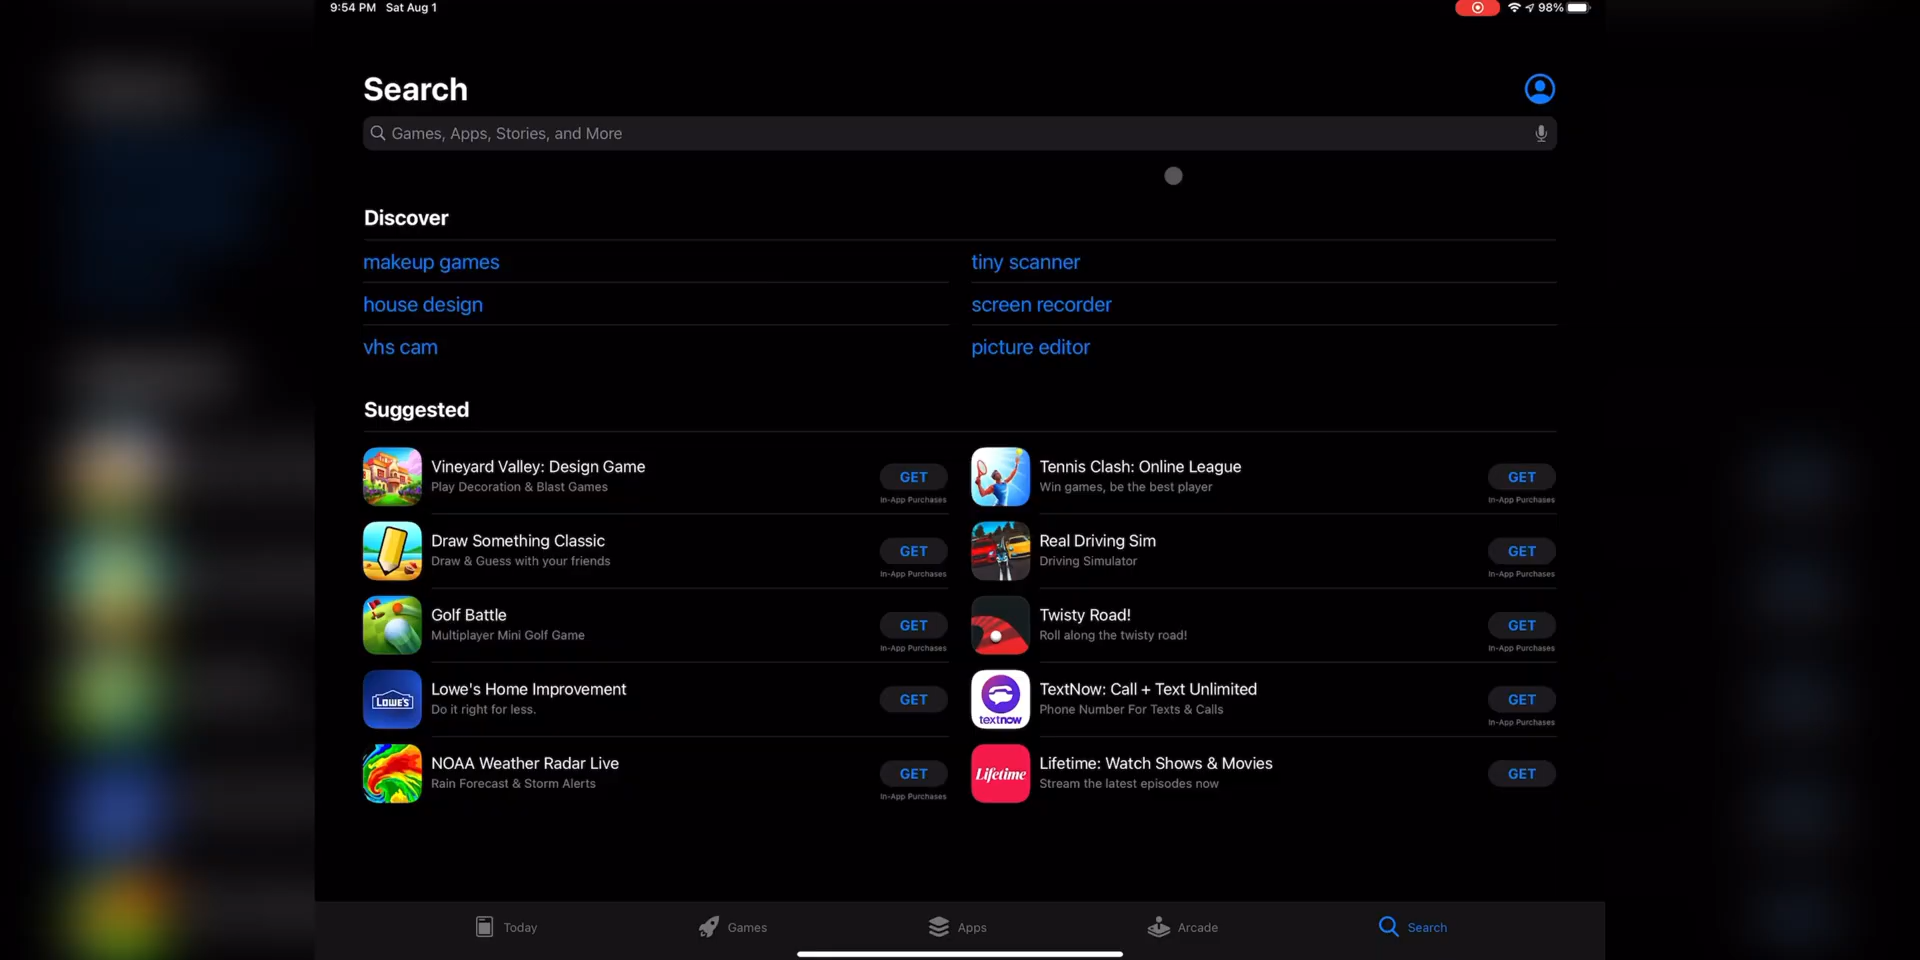 9:54 PM Sat Aug 1
98%
Search
Games, Apps, Stories, and More
Discover
makeup games
tiny scanner
house design
screen recorder
vhs cam
picture editor
Suggested
Vineyard Valley: Design Game
Play Decoration & Blast Games
GET
In-App Purchases
Tennis Clash: Online League
Win games, be the best player
GET
In-App Purchases
Draw Something Classic
Draw & Guess with your friends
GET
In-App Purchases
Real Driving Sim
Driving Simulator
GET
In-App Purchases
Golf Battle
Multiplayer Mini Golf Game
GET
In-App Purchases
Twisty Road!
Roll along the twisty road!
GET
In-App Purchases
LOWE'S
Lowe's Home Improvement
Do it right for less.
GET
textnow
TextNow: Call + Text Unlimited
Phone Number For Texts & Calls
GET
In-App Purchases
NOAA Weather Radar Live
Rain Forecast & Storm Alerts
GET
In-App Purchases
Lifetime
Lifetime: Watch Shows & Movies
Stream the latest episodes now
GET
Today
Games
Apps
Arcade
Search